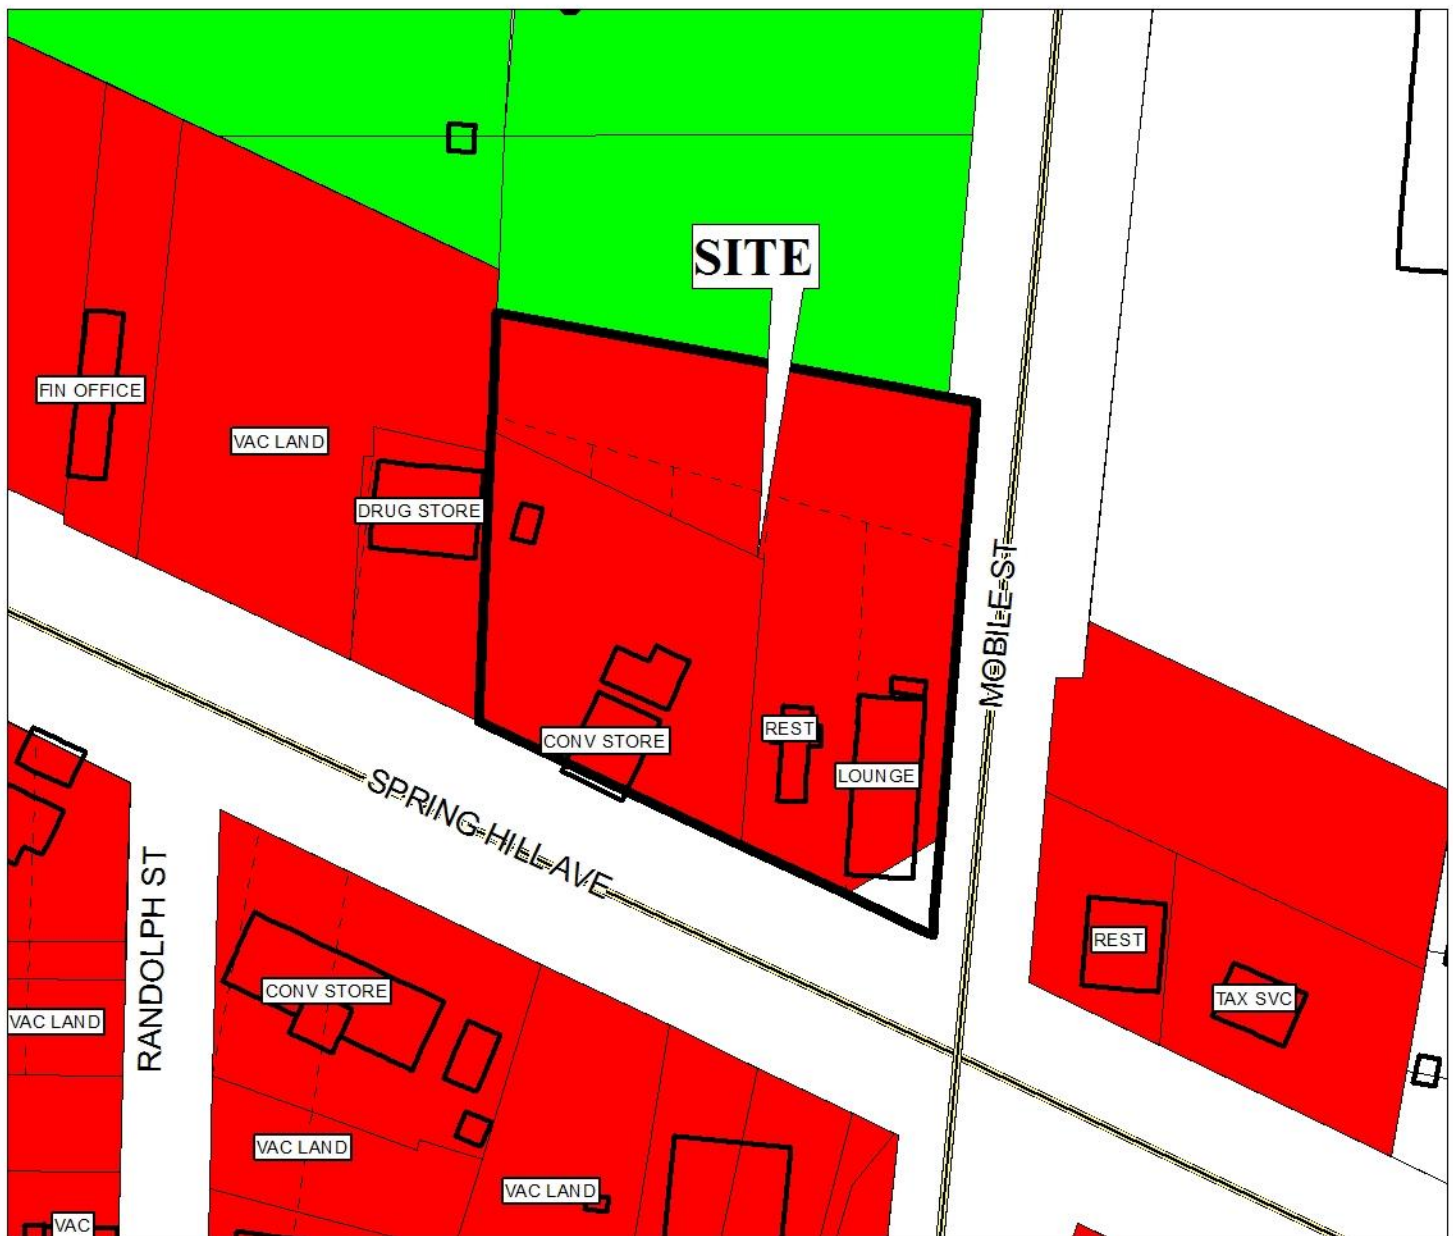 SITE
FIN OFFICE
VAC LAND
DRUG STORE
MOBILE ST
REST
CONV STORE
LOUNGE
SPRING HILL AVE
RANDOLPH ST
REST
CONV STORE
TAX SVC
VAC LAND
VAC LAND
VAC LAND
VAC